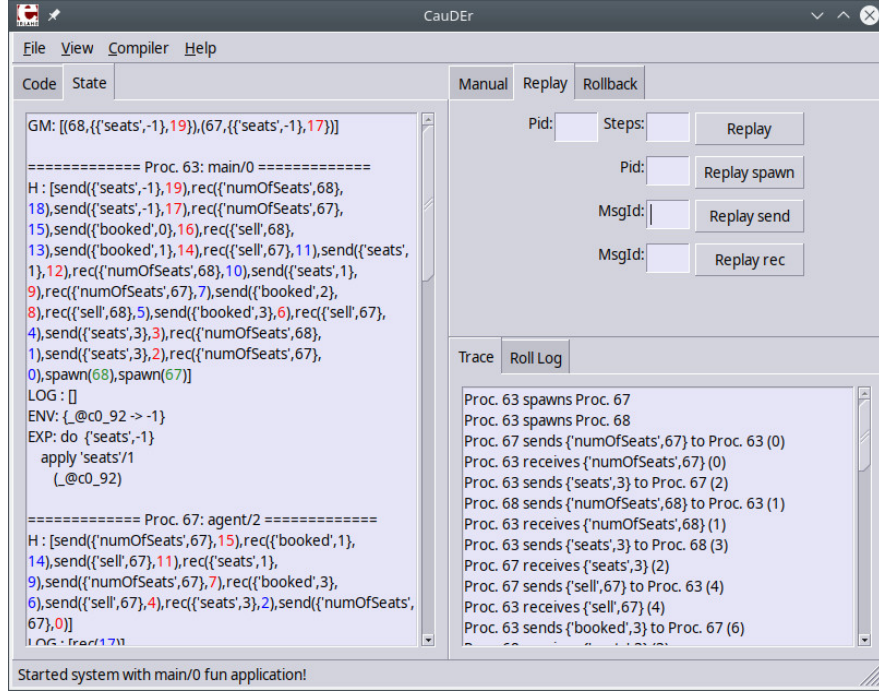 CauDEr
File View Compiler Help
Code State
GM: [(68,{{'seats',-1},19}),(67,{{'seats',-1},17})]
============= Proc. 63: main/0 =============
H : [send({'seats',-1},19),rec({'numOfSeats',68},
18),send({'seats',-1},17),rec({'numOfSeats',67},
15),send({'booked',0},16),rec({'sell',68},
13),send({'booked',1},14),rec({'sell',67},11),send({'seats',
1},12),rec({'numOfSeats',68},10),send({'seats',1},
9),rec({'numOfSeats',67},7),send({'booked',2},
8),rec({'sell',68},5),send({'booked',3},6),rec({'sell',67},
4),send({'seats',3},3),rec({'numOfSeats',68},
1),send({'seats',3},2),rec({'numOfSeats',67},
0),spawn(68),spawn(67)]
LOG : []
ENV: {_@c0_92 -> -1}
EXP: do {'seats',-1}
apply 'seats'/1
(_@c0_92)
============= Proc. 67: agent/2 =============
H : [send({'numOfSeats',67},15),rec({'booked',1},
14),send({'sell',67},11),rec({'seats',1},
9),send({'numOfSeats',67},7),rec({'booked',3},
6),send({'sell',67},4),rec({'seats',3},2),send({'numOfSeats',
67},0)]
LOG : [rec(17)]
Manual Replay Rollback
Pid: Steps: Replay
Pid: Replay spawn
MsgId: Replay send
MsgId: Replay rec
Trace Roll Log
Proc. 63 spawns Proc. 67
Proc. 63 spawns Proc. 68
Proc. 67 sends {'numOfSeats',67} to Proc. 63 (0)
Proc. 63 receives {'numOfSeats',67} (0)
Proc. 63 sends {'seats',3} to Proc. 67 (2)
Proc. 68 sends {'numOfSeats',68} to Proc. 63 (1)
Proc. 63 receives {'numOfSeats',68} (1)
Proc. 63 sends {'seats',3} to Proc. 68 (3)
Proc. 67 receives {'seats',3} (2)
Proc. 67 sends {'sell',67} to Proc. 63 (4)
Proc. 63 receives {'sell',67} (4)
Proc. 63 sends {'booked',3} to Proc. 67 (6)
Started system with main/0 fun application!